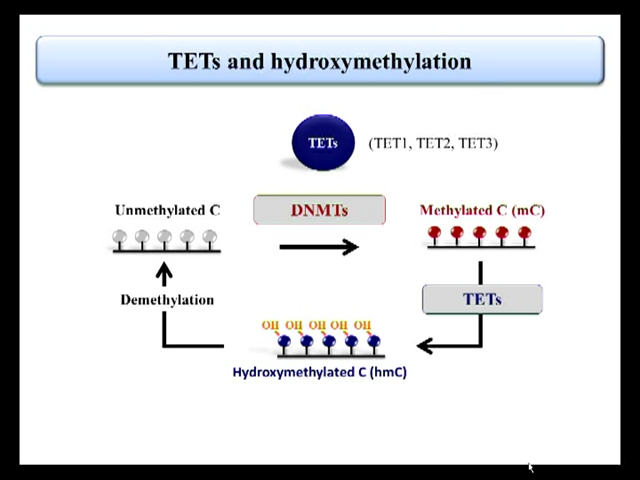 TETs and hydroxymethylation
TETs (TET1, TET2, TET3)
Unmethylated C
DNMTs
Methylated C (mC)
Demethylation
TETs
OH OH OH OH OH
Hydroxymethylated C (hmC)